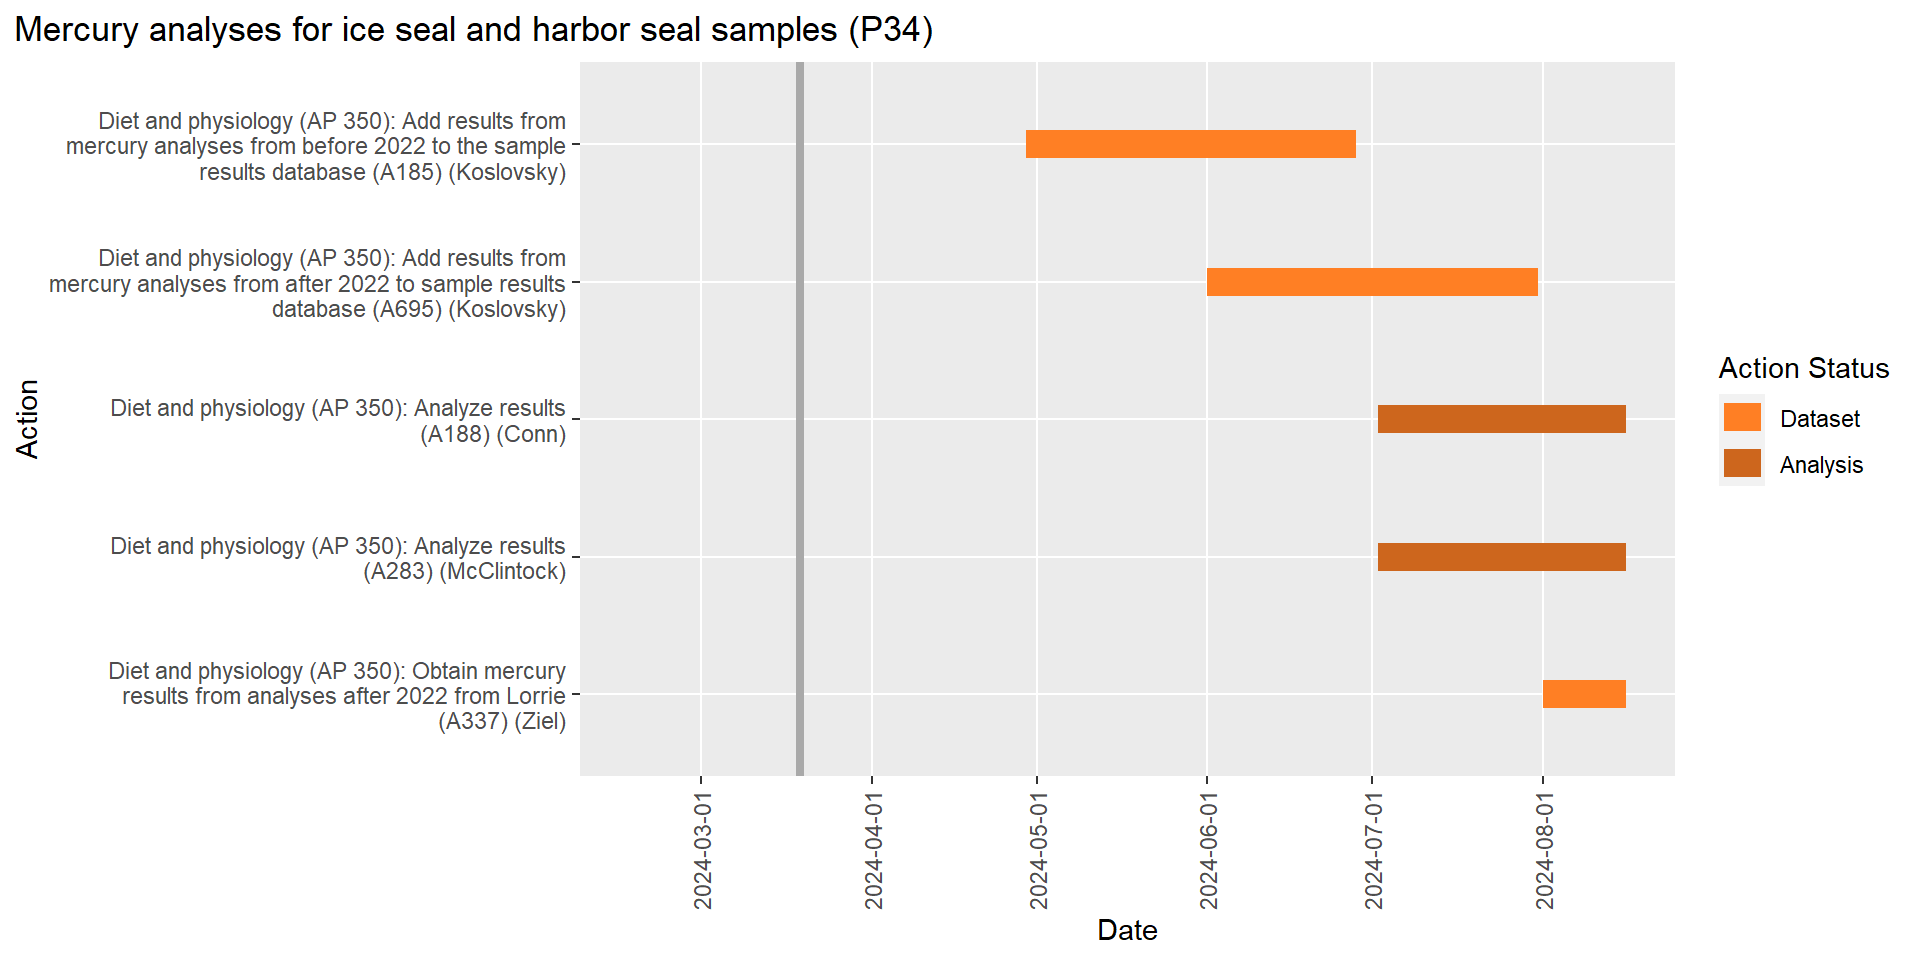 Mercury analyses for ice seal and harbor seal samples (P34)
Diet and physiology (AP 350): Add results from
mercury analyses from before 2022 to the sample
results database (A185) (Koslovsky)
Diet and physiology (AP 350): Add results from
mercury analyses from after 2022 to sample results
database (A695) (Koslovsky)
Diet and physiology (AP 350): Analyze results
(A188) (Conn)
Diet and physiology (AP 350): Analyze results
(A283) (McClintock)
Diet and physiology (AP 350): Obtain mercury
results from analyses after 2022 from Lorrie
(A337) (Ziel)
Action
2024-03-01
2024-04-01
2024-05-01
2024-06-01
2024-07-01
2024-08-01
Date
Action Status
Dataset
Analysis